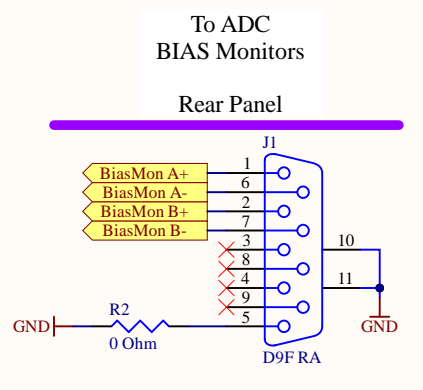 To ADC
BIAS Monitors
Rear Panel
J1
BiasMon A+ 1
BiasMon A- 6
BiasMon B+ 2
BiasMon B- 7
3
10
8
4
11
9
R2
GND 5 GND
0 Ohm
D9F RA